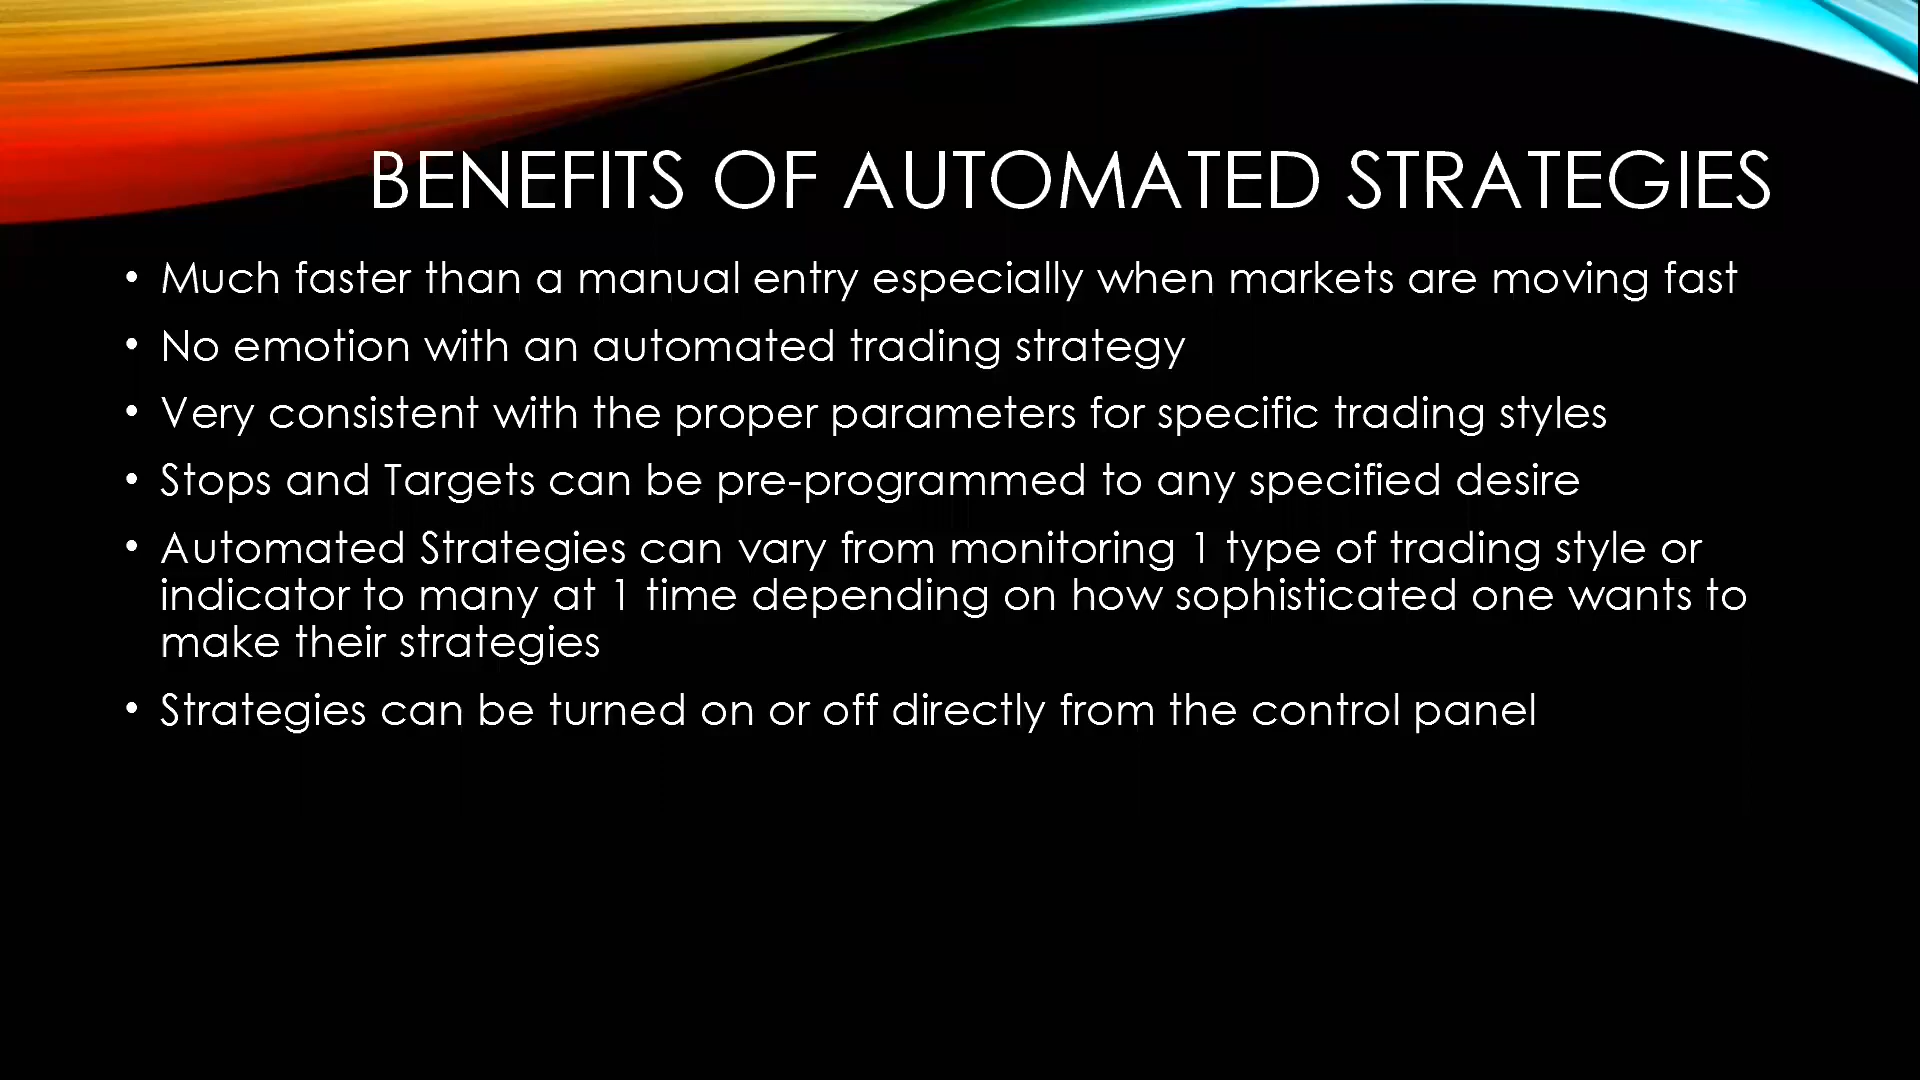 BENEFITS OF AUTOMATED STRATEGIES
• Much faster than a manual entry especially when markets are moving fast
• No emotion with an automated trading strategy
• Very consistent with the proper parameters for specific trading styles
• Stops and Targets can be pre-programmed to any specified desire
• Automated Strategies can vary from monitoring 1 type of trading style or
indicator to many at 1 time depending on how sophisticated one wants to
make their strategies
• Strategies can be turned on or off directly from the control panel